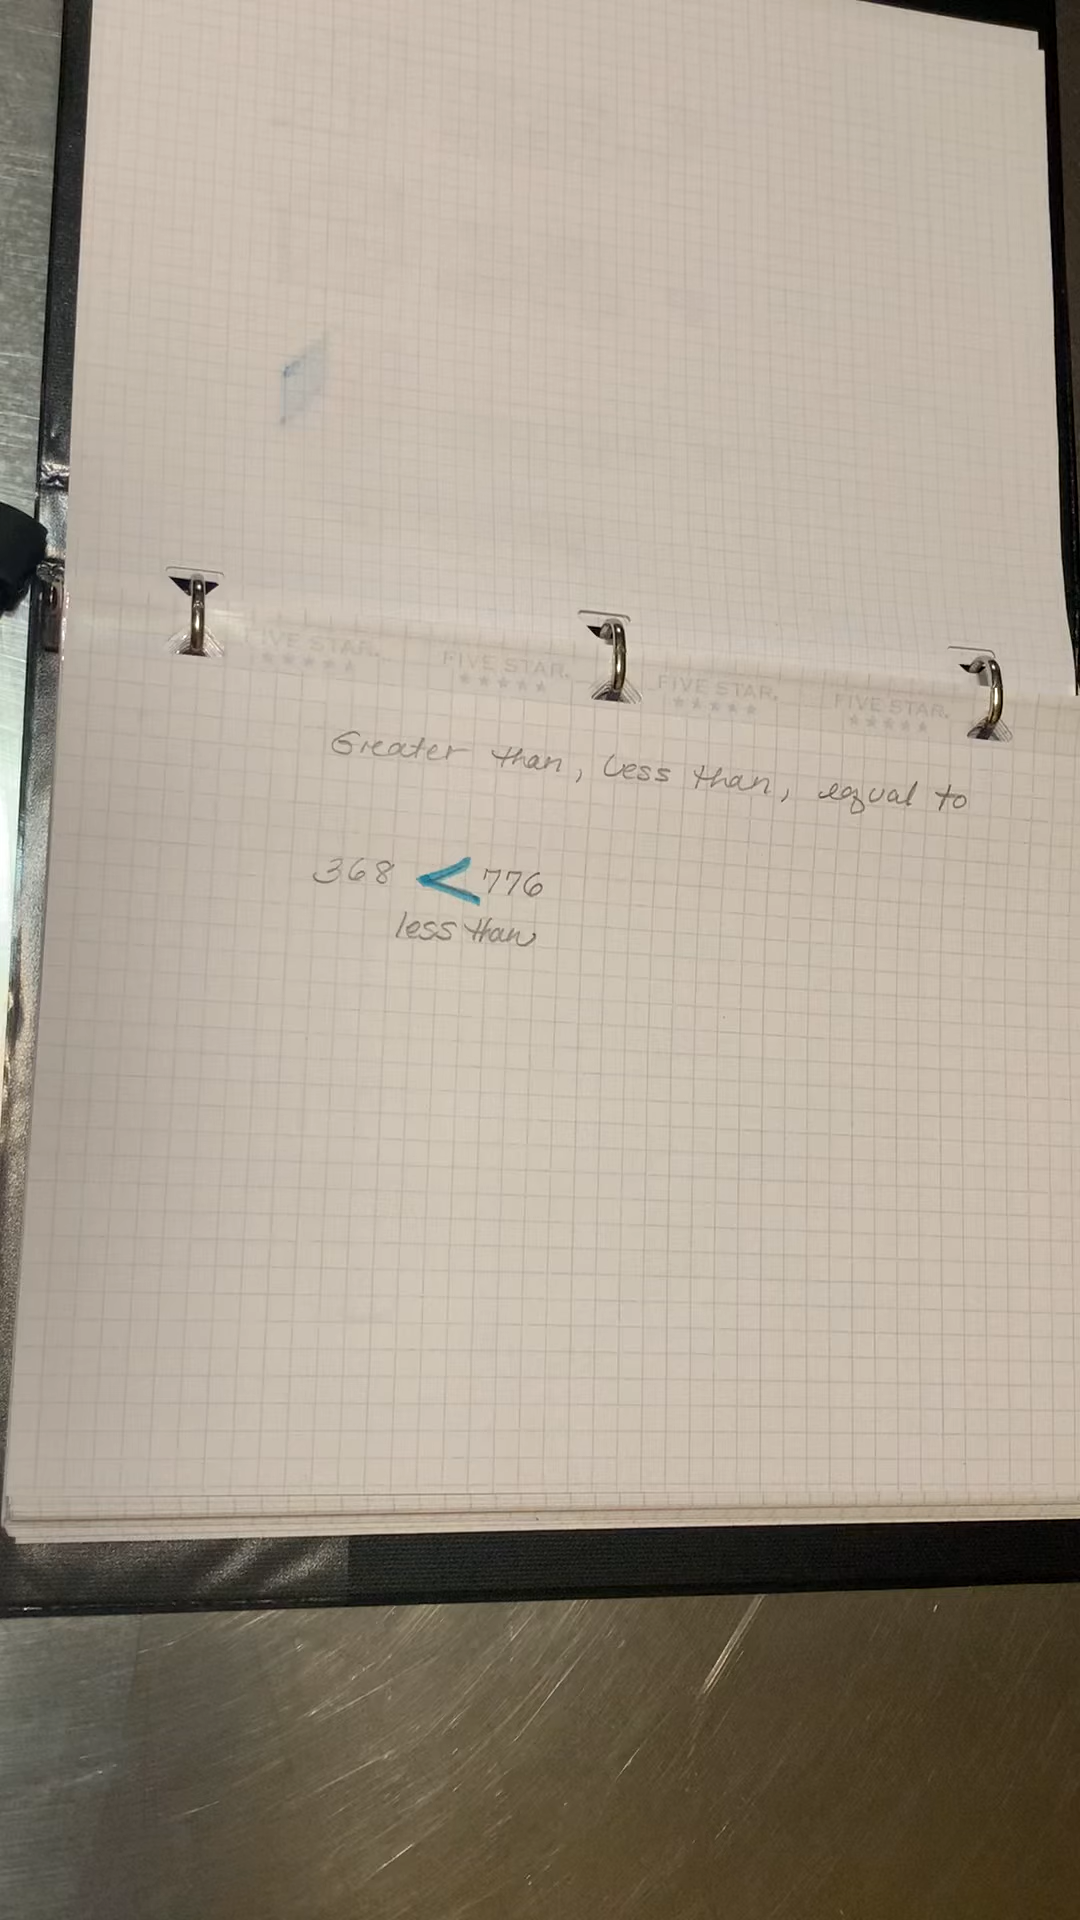 FIVE STAR. FIVE STAR. FIVE STAR. FIVE STAR.
Greater than, Less than, equal to
368 < 776
less than